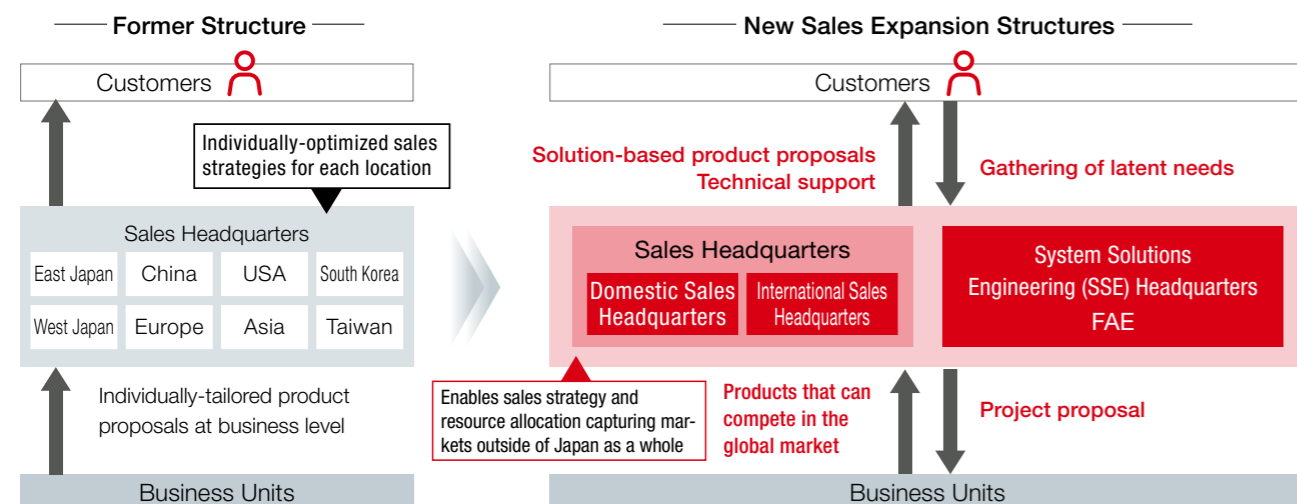 Former Structure
Customers
Individually-optimized sales
strategies for each location
Sales Headquarters
East Japan
China
USA
South Korea
West Japan
Europe
Asia
Taiwan
Individually-tailored product
proposals at business level
Business Units
New Sales Expansion Structures
Customers
Solution-based product proposals
Technical support
Gathering of latent needs
Sales Headquarters
Domestic Sales
Headquarters
International Sales
Headquarters
System Solutions
Engineering (SSE) Headquarters
FAE
Enables sales strategy and
resource allocation capturing mar-
kets outside of Japan as a whole
Products that can
compete in the
global market
Project proposal
Business Units